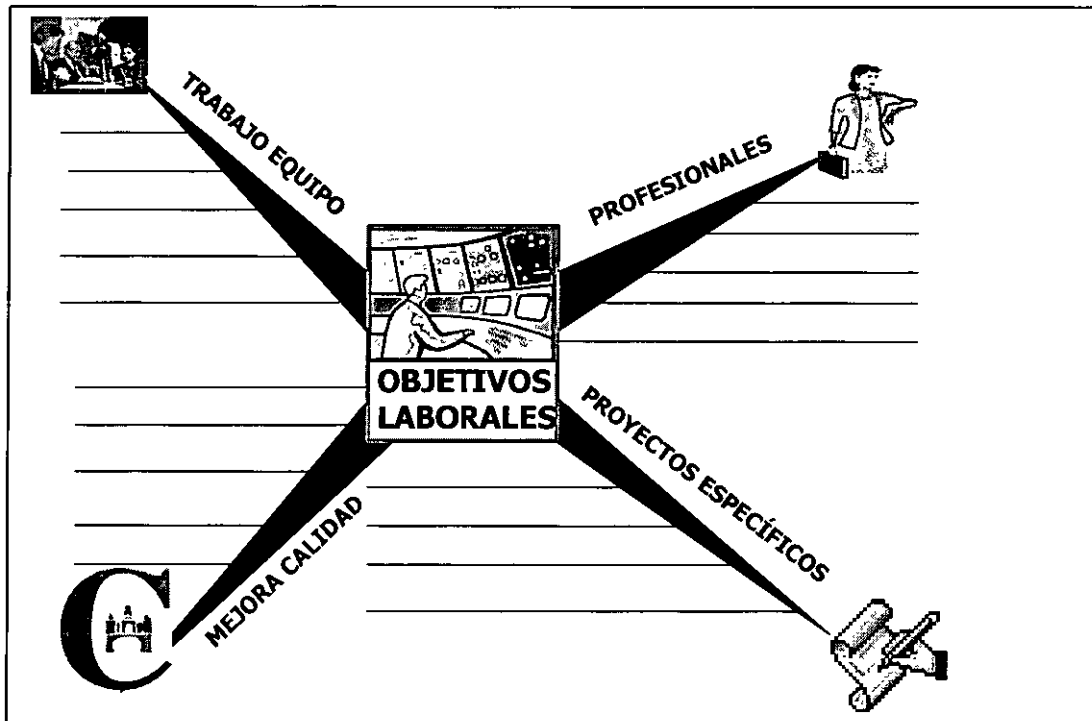 TRABAJO EQUIPO
PROFESIONALES
OBJETIVOS
LABORALES
PROYECTOS ESPECÍFICOS
MEJORA CALIDAD
C